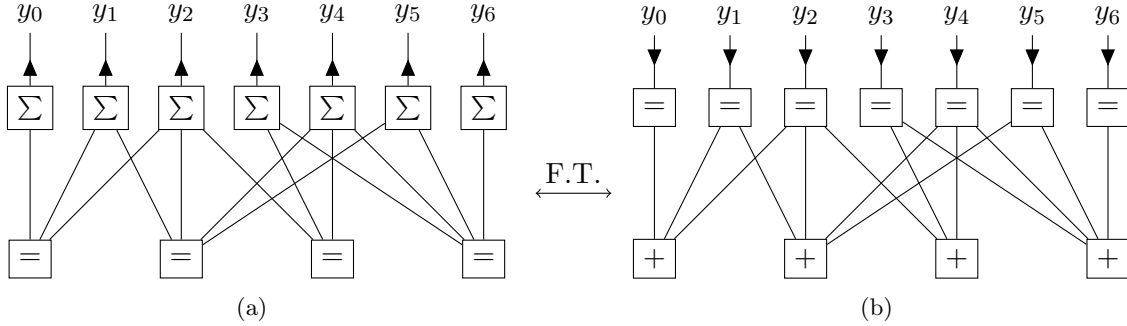 y₀ y₁ y₂ y₃ y₄ y₅ y₆ y₀ y₁ y₂ y₃ y₄ y₅ y₆
Σ Σ Σ Σ Σ Σ Σ = = = = = = =
F.T.
= = = = + + + +
(a) (b)